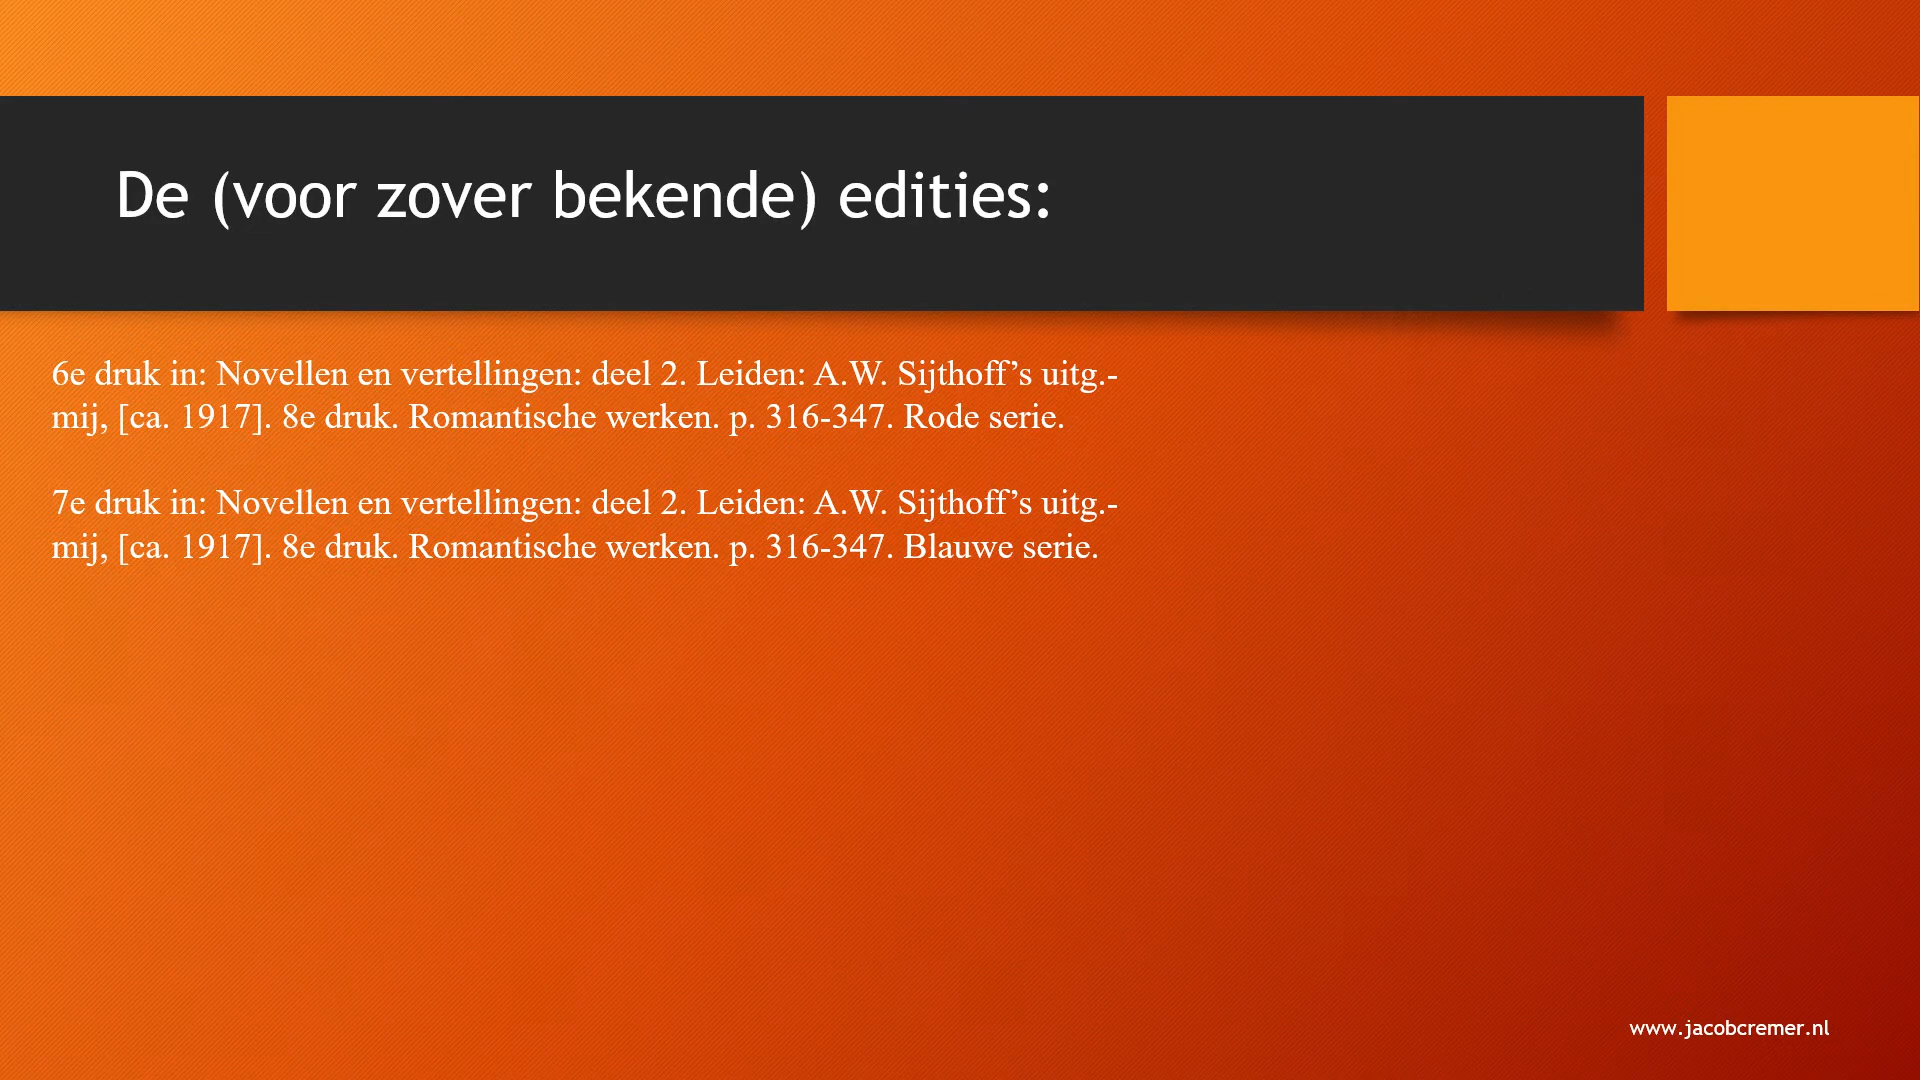 De (voor zover bekende) edities:
6e druk in: Novellen en vertellingen: deel 2. Leiden: A.W. Sijthoff’s uitg.-
mij, [ca. 1917]. 8e druk. Romantische werken. p. 316-347. Rode serie.
7e druk in: Novellen en vertellingen: deel 2. Leiden: A.W. Sijthoff’s uitg.-
mij, [ca. 1917]. 8e druk. Romantische werken. p. 316-347. Blauwe serie.
www.jacobcremer.nl